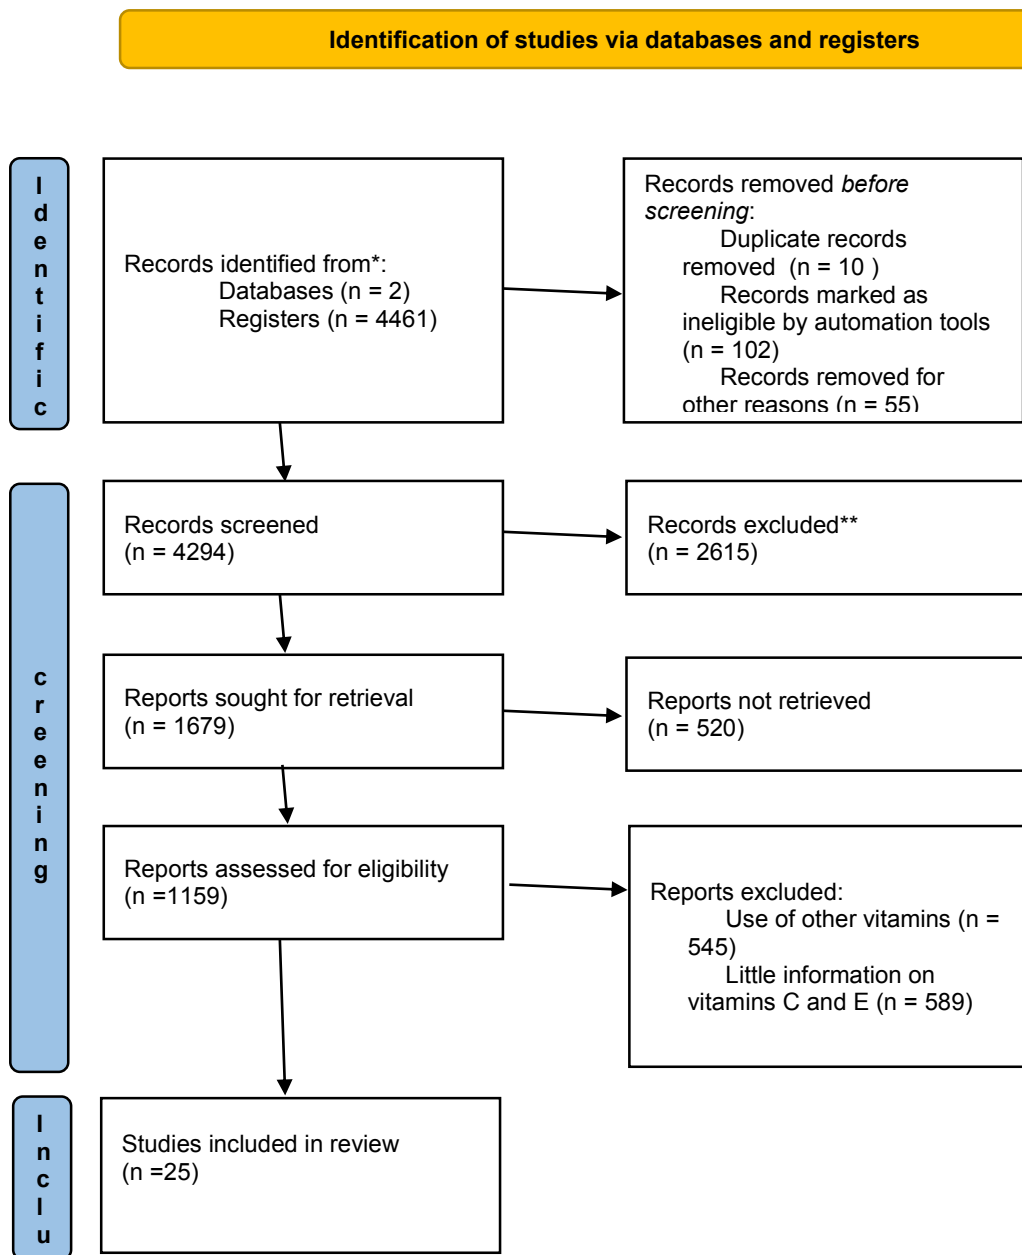 Identification of studies via databases and registers
Identific
Records identified from*:
Databases (n = 2)
Registers (n = 4461)
Records removed before
screening:
Duplicate records
removed (n = 10 )
Records marked as
ineligible by automation tools
(n = 102)
Records removed for
other reasons (n = 55)
creening
Records screened
(n = 4294)
Records excluded**
(n = 2615)
Reports sought for retrieval
(n = 1679)
Reports not retrieved
(n = 520)
Reports assessed for eligibility
(n =1159)
Reports excluded:
Use of other vitamins (n =
545)
Little information on
vitamins C and E (n = 589)
Inclu
Studies included in review
(n =25)